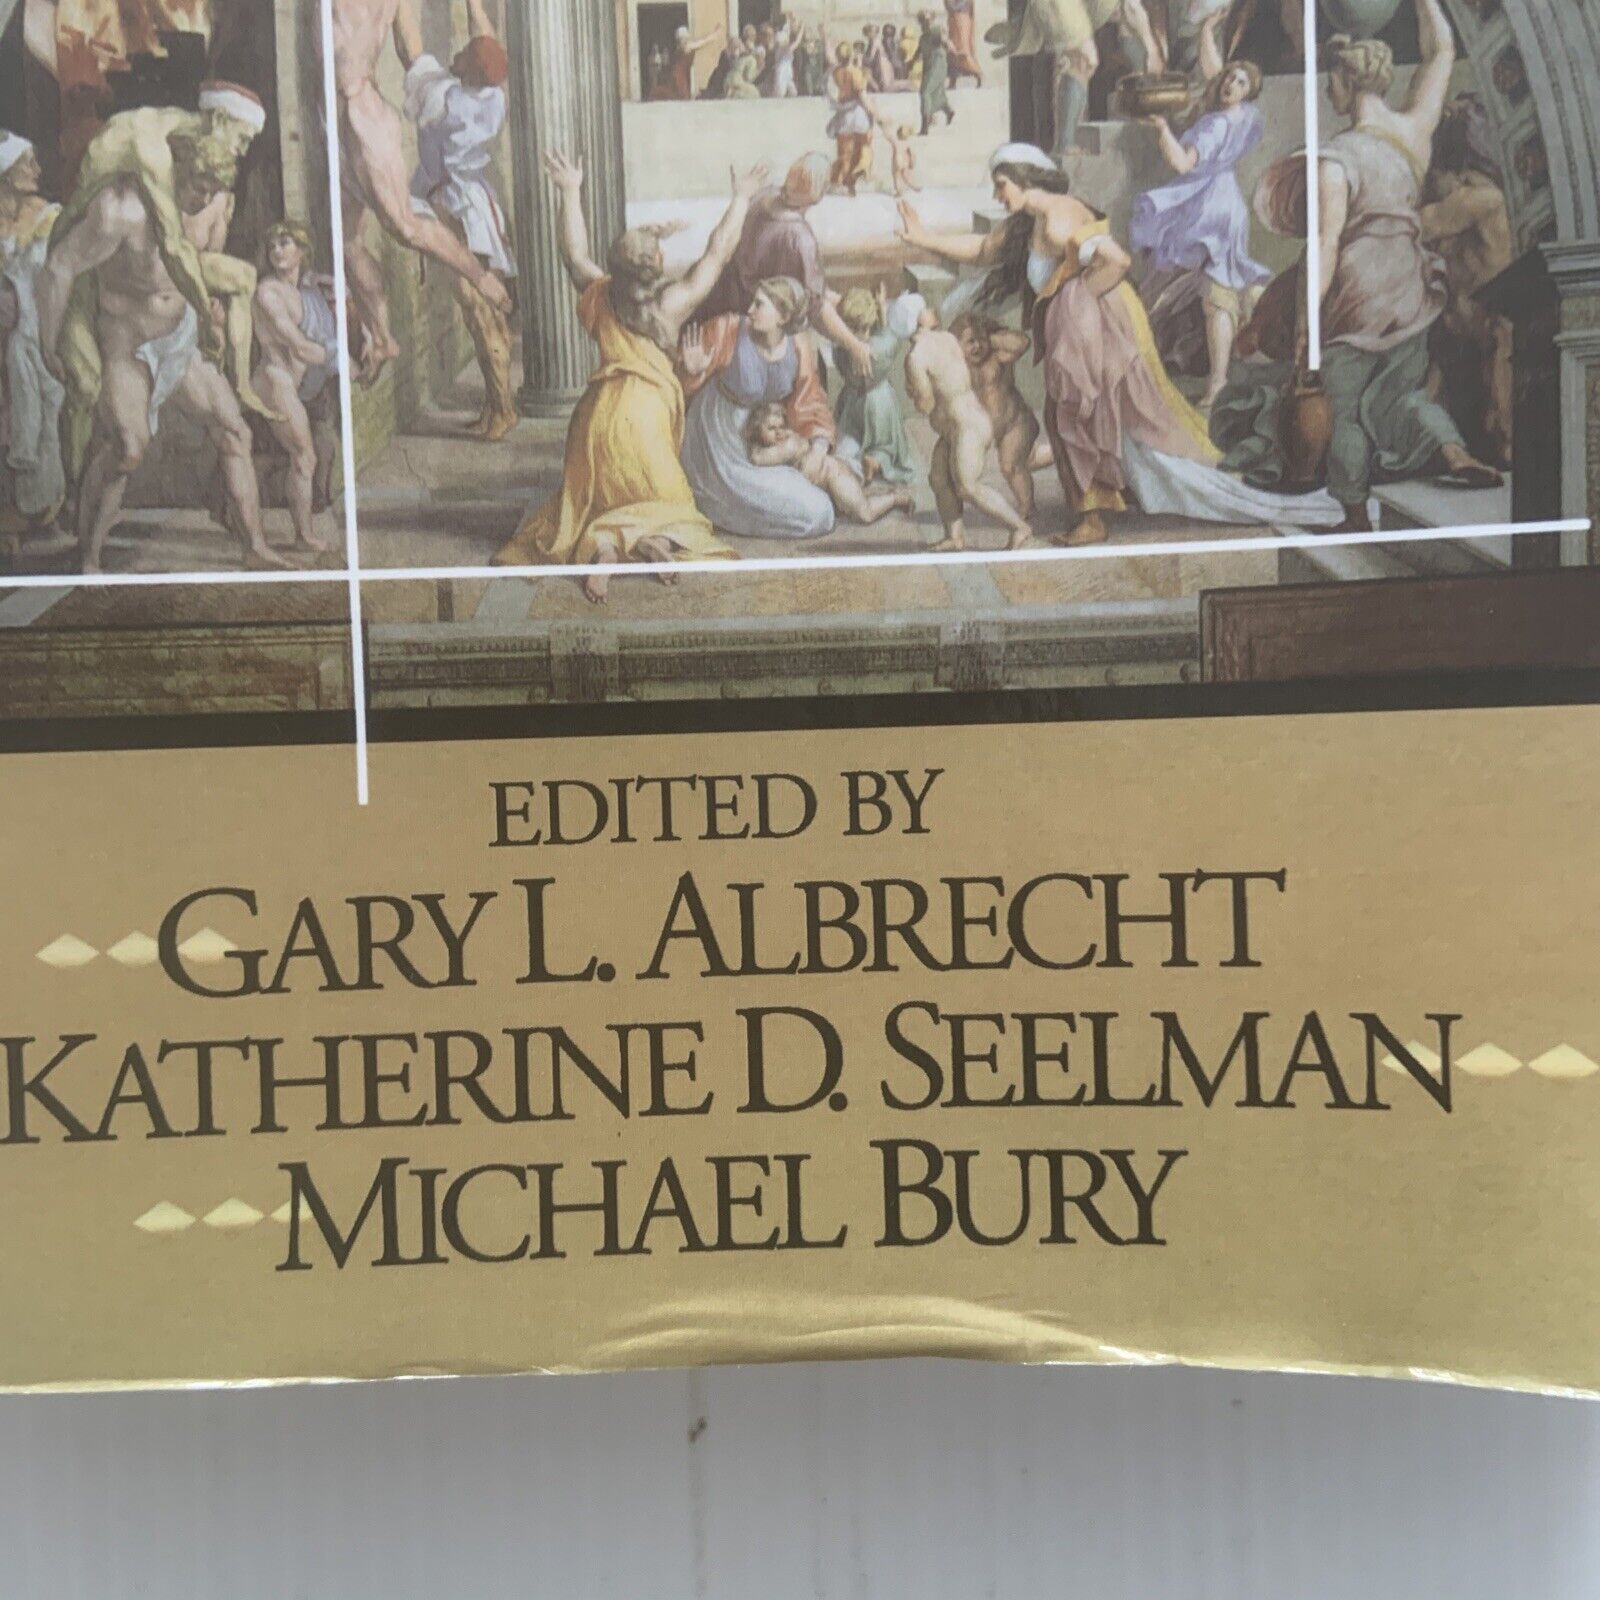 EDITED BY
GARY L. ALBRECHT
KATHERINE D. SEELMAN
MICHAEL BURY